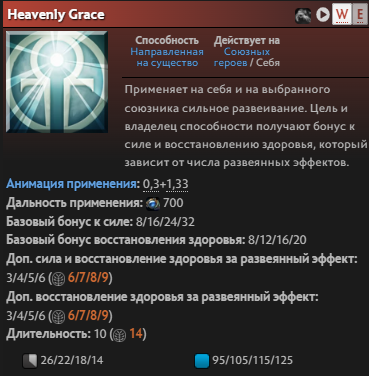 Heavenly Grace
W E
Способность Действует на
Направленная Союзных
на существо героев / Себя
Применяет на себя и на выбранного
союзника сильное развеивание. Цель и
владелец способности получают бонус к
силе и восстановлению здоровья, который
зависит от числа развеянных эффектов.
Анимация применения: 0,3+1,33
Дальность применения: 700
Базовый бонус к силе: 8/16/24/32
Базовый бонус восстановления здоровья: 8/12/16/20
Доп. сила и восстановление здоровья за развеянный эффект:
3/4/5/6 ( 6/7/8/9)
Доп. восстановление здоровья за развеянный эффект:
3/4/5/6 ( 6/7/8/9)
Длительность: 10 ( 14)
26/22/18/14 95/105/115/125